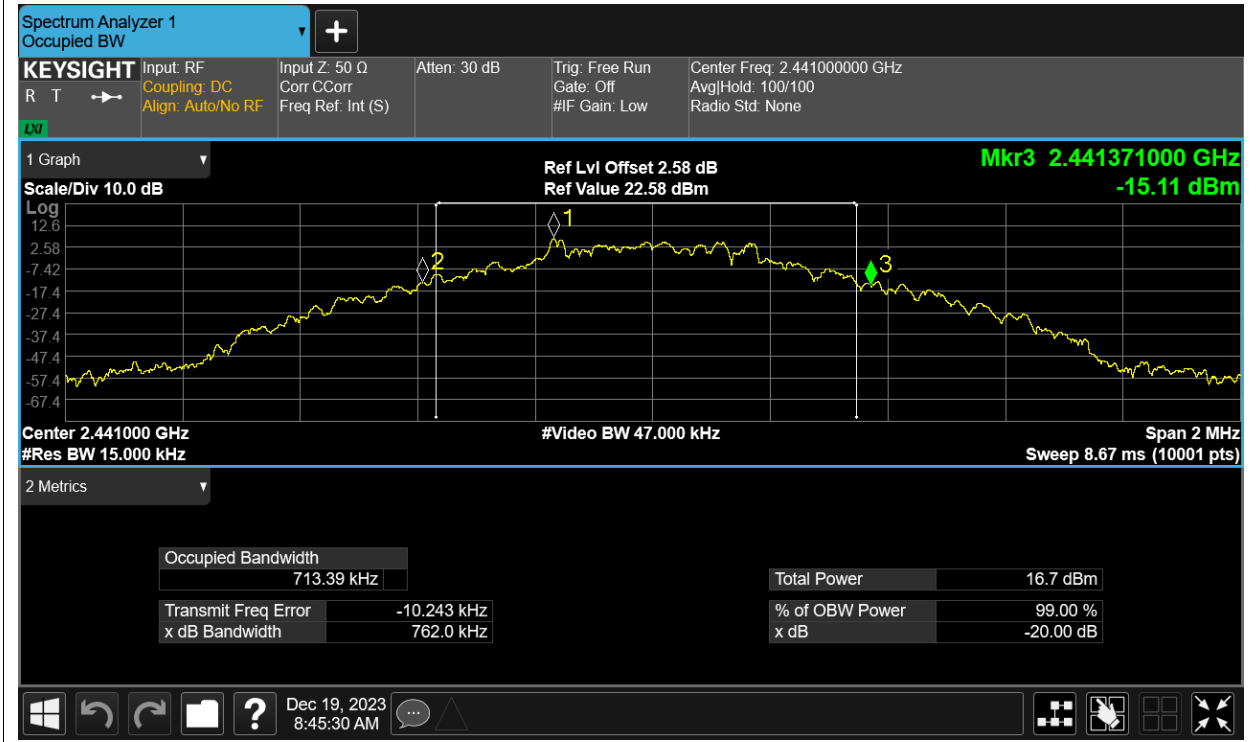 Spectrum Analyzer 1
Occupied BW
KEYSIGHT
R T
LXI
Input: RF
Coupling: DC
Align: Auto/No RF
Input Z: 50 Ω
Corr CCorr
Freq Ref: Int (S)
Atten: 30 dB
Trig: Free Run
Gate: Off
#IF Gain: Low
Center Freq: 2.441000000 GHz
Avg|Hold: 100/100
Radio Std: None
1 Graph
Scale/Div 10.0 dB
Ref Lvl Offset 2.58 dB
Ref Value 22.58 dBm
Mkr3 2.441371000 GHz
-15.11 dBm
Log
12.6
2.58
-7.42
-17.4
-27.4
-37.4
-47.4
-57.4
-67.4
1
2
3
Center 2.441000 GHz
#Video BW 47.000 kHz
Span 2 MHz
#Res BW 15.000 kHz
Sweep 8.67 ms (10001 pts)
2 Metrics
Occupied Bandwidth
713.39 kHz
Total Power 16.7 dBm
Transmit Freq Error -10.243 kHz
% of OBW Power 99.00 %
x dB Bandwidth 762.0 kHz
x dB -20.00 dB
?
Dec 19, 2023
8:45:30 AM